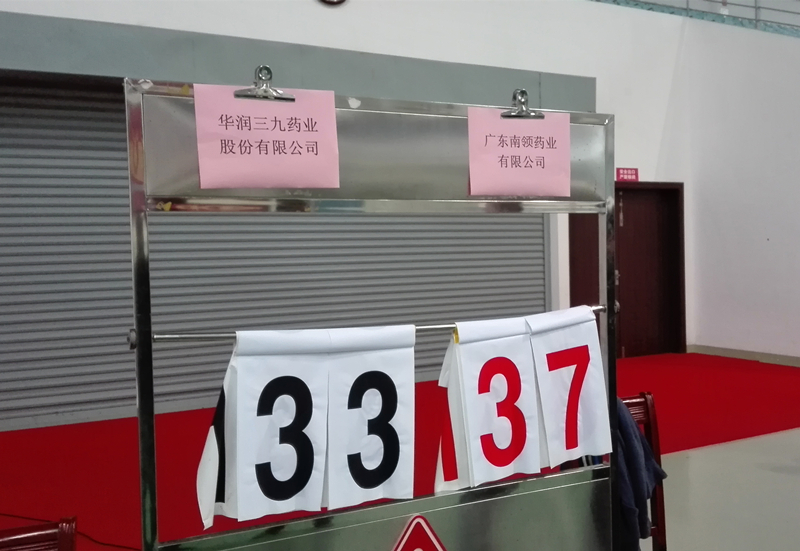 华润三九药业
股份有限公司
广东南领药业
有限公司
33
37